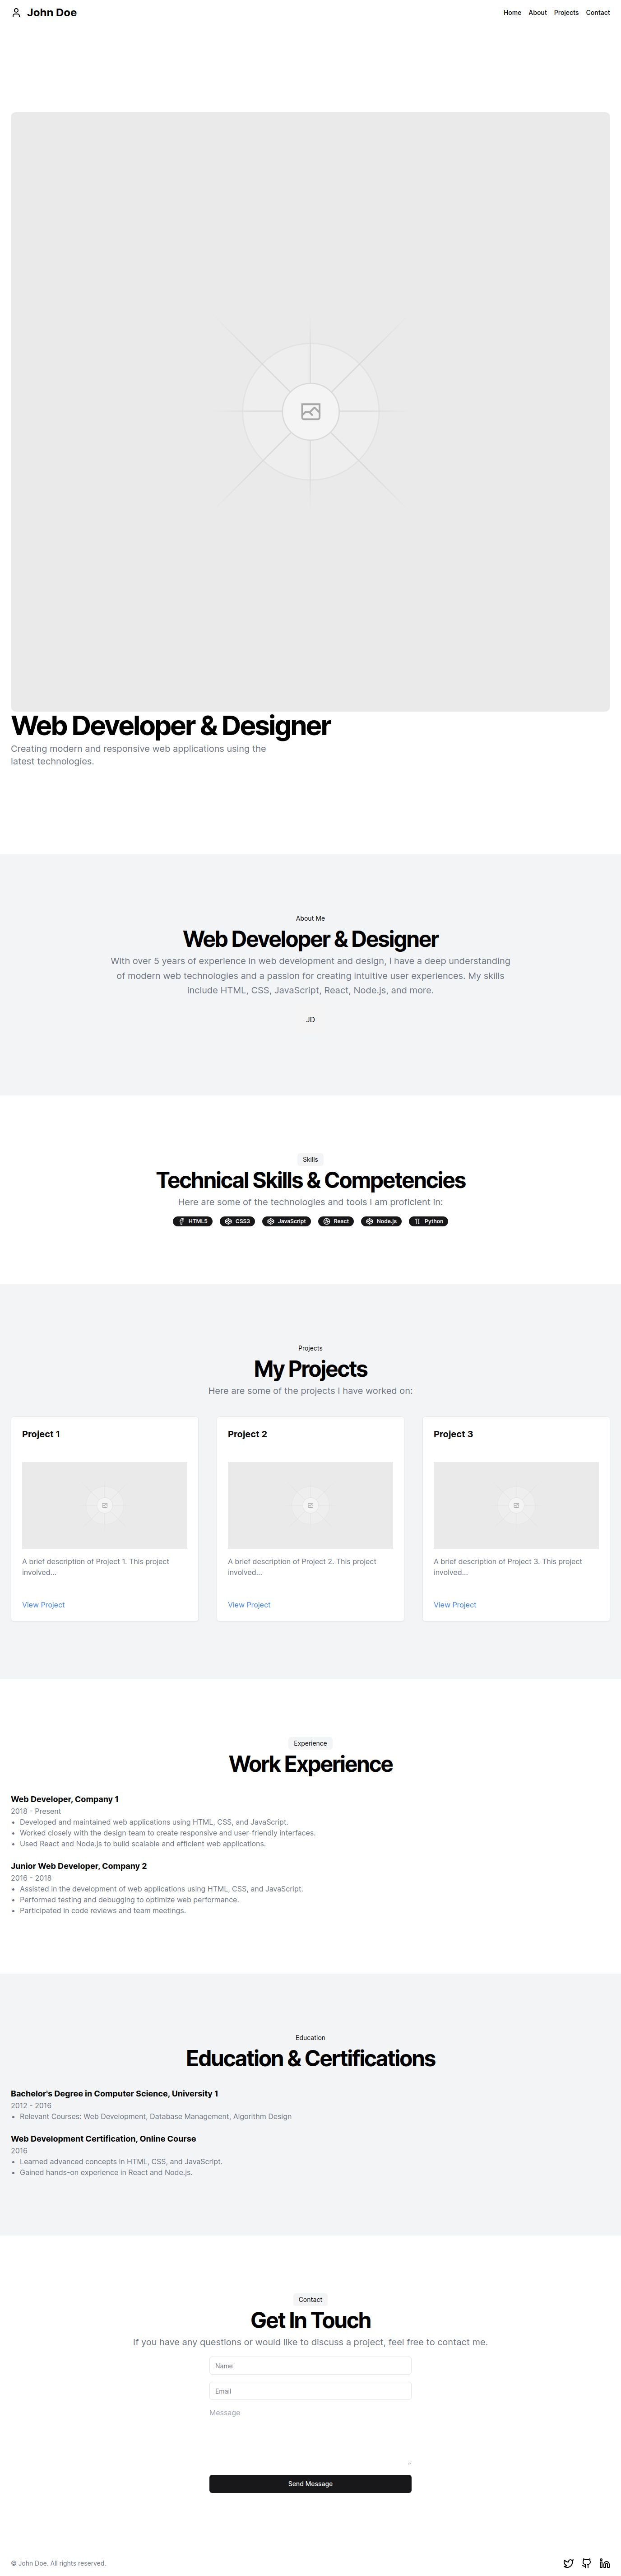 John Doe
Home About Projects Contact
Web Developer & Designer
Creating modern and responsive web applications using the
latest technologies.
About Me
Web Developer & Designer
With over 5 years of experience in web development and design, I have a deep understanding
of modern web technologies and a passion for creating intuitive user experiences. My skills
include HTML, CSS, JavaScript, React, Node.js, and more.
JD
Skills
Technical Skills & Competencies
Here are some of the technologies and tools I am proficient in:
HTML5 CSS3 JavaScript React Node.js Python
Projects
My Projects
Here are some of the projects I have worked on:
Project 1
A brief description of Project 1. This project
involved...
View Project
Project 2
A brief description of Project 2. This project
involved...
View Project
Project 3
A brief description of Project 3. This project
involved...
View Project
Experience
Work Experience
Web Developer, Company 1
2018 - Present
• Developed and maintained web applications using HTML, CSS, and JavaScript.
• Worked closely with the design team to create responsive and user-friendly interfaces.
• Used React and Node.js to build scalable and efficient web applications.
Junior Web Developer, Company 2
2016 - 2018
• Assisted in the development of web applications using HTML, CSS, and JavaScript.
• Performed testing and debugging to optimize web performance.
• Participated in code reviews and team meetings.
Education
Education & Certifications
Bachelor's Degree in Computer Science, University 1
2012 - 2016
• Relevant Courses: Web Development, Database Management, Algorithm Design
Web Development Certification, Online Course
2016
• Learned advanced concepts in HTML, CSS, and JavaScript.
• Gained hands-on experience in React and Node.js.
Contact
Get In Touch
If you have any questions or would like to discuss a project, feel free to contact me.
Name
Email
Message
Send Message
© John Doe. All rights reserved.